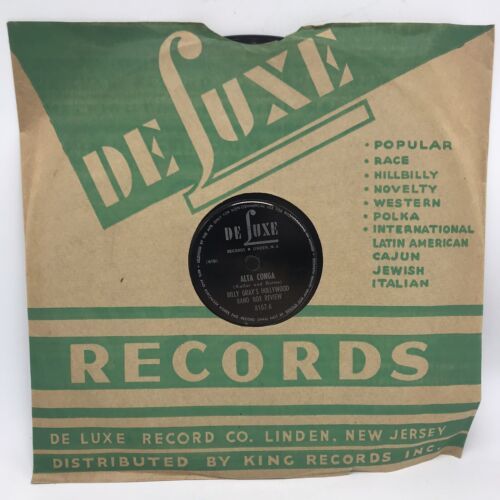 DE LUXE
• POPULAR
• RACE
• HILLBILLY
• NOVELTY
• WESTERN
• POLKA
• INTERNATIONAL
LATIN AMERICAN
CAJUN
JEWISH
ITALIAN
DE LUXE
RECORDS LINDEN, N. J.
ALTA CONGA
BILLY GRAY'S HOLLYWOOD
BAND BOX REVIEW
RECORDS
DE LUXE RECORD CO. LINDEN, NEW JERSEY
DISTRIBUTED BY KING RECORDS INC.